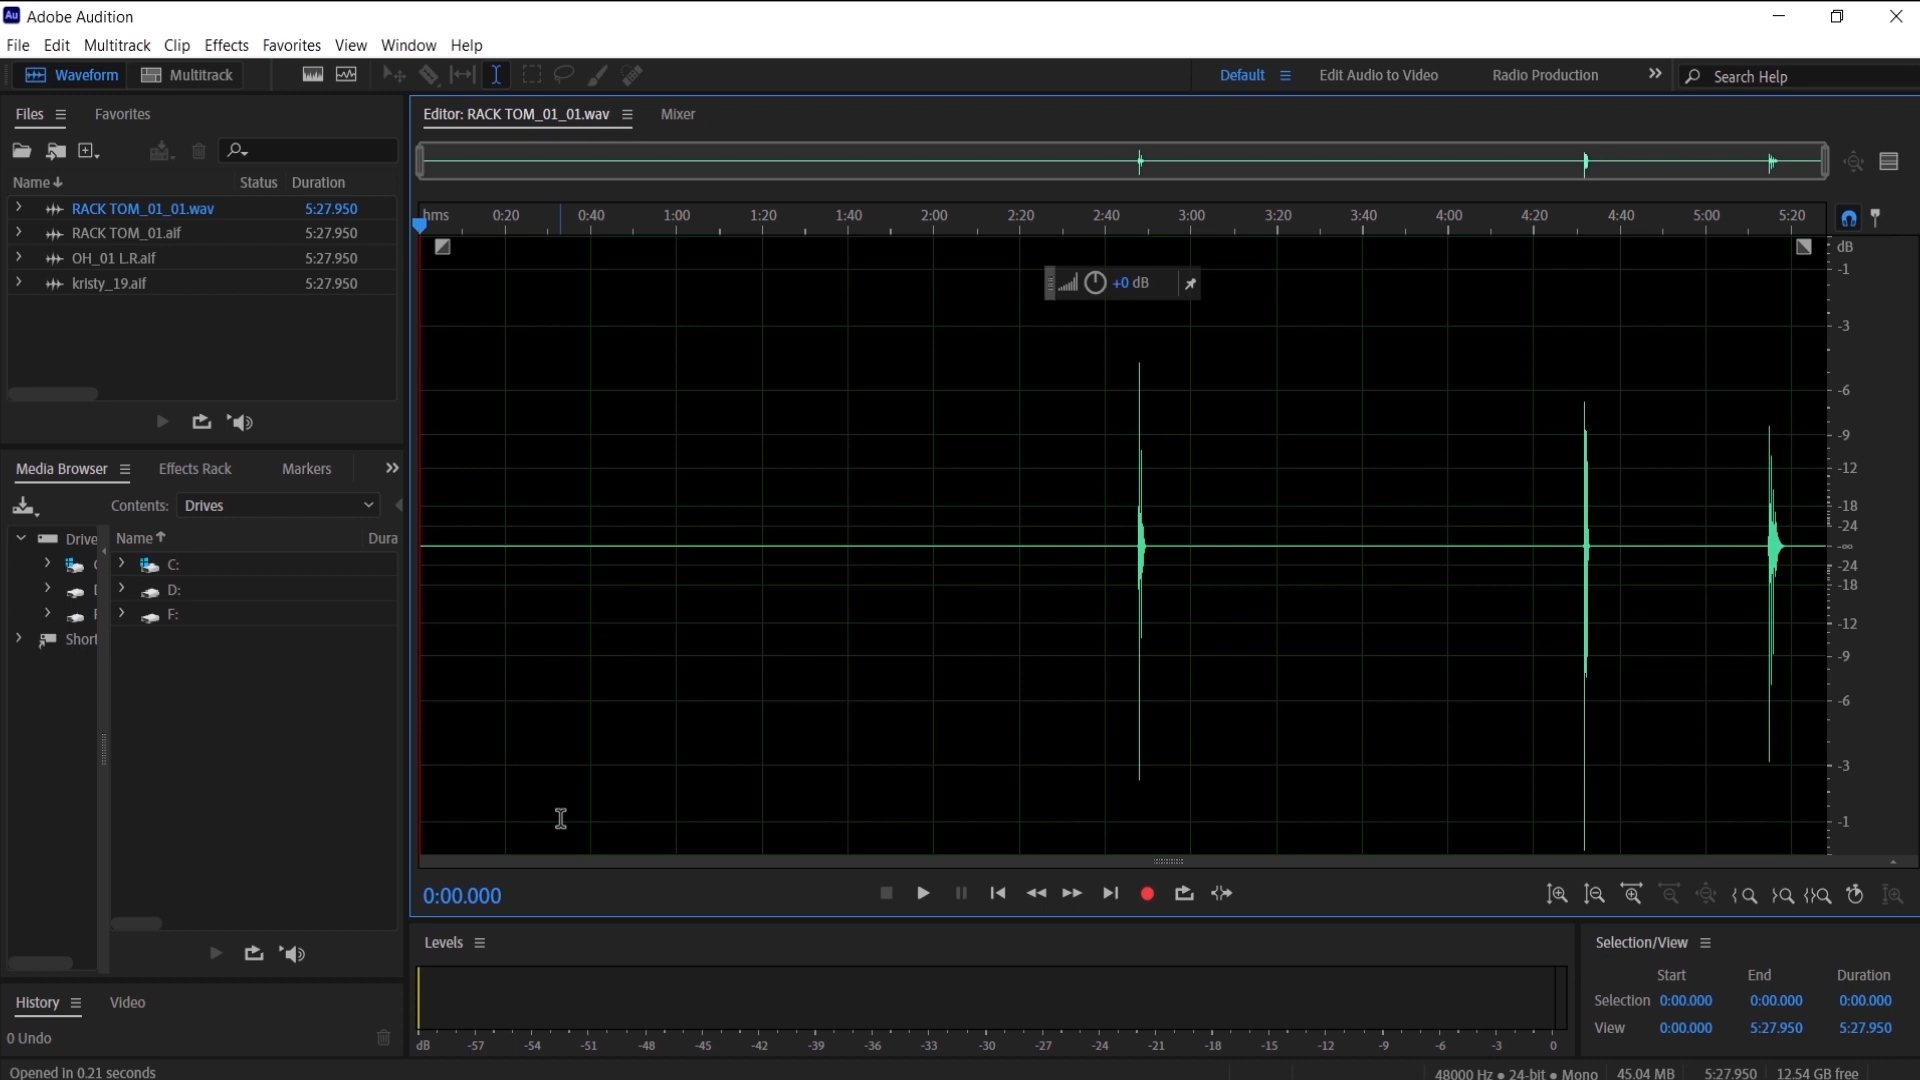 Au Adobe Audition
File Edit Multitrack Clip Effects Favorites View Window Help
Waveform Multitrack Default Edit Audio to Video Radio Production Search Help
Files Favorites
Name Status Duration
RACK TOM_01_01.wav 5:27.950
RACK TOM_01.aif 5:27.950
OH_01 L.R.aif 5:27.950
kristy_19.aif 5:27.950
Media Browser Effects Rack Markers
Contents: Drives
Drive
Name Dura
C:
D:
F:
Short
History Video
0 Undo
Opened in 0.21 seconds
Editor: RACK TOM_01_01.wav Mixer
hms 0:20 0:40 1:00 1:20 1:40 2:00 2:20 2:40 3:00 3:20 3:40 4:00 4:20 4:40 5:00 5:20
+0 dB
dB
-1
-3
-6
-9
-12
-18
-24
-∞
-24
-18
-12
-9
-6
-3
-1
0:00.000
Levels
dB -57 -54 -51 -48 -45 -42 -39 -36 -33 -30 -27 -24 -21 -18 -15 -12 -9 -6 -3 0
Selection/View
Start End Duration
Selection 0:00.000 0:00.000 0:00.000
View 0:00.000 5:27.950 5:27.950
48000 Hz ● 24-bit ● Mono 45.04 MB 5:27.950 12.54 GB free